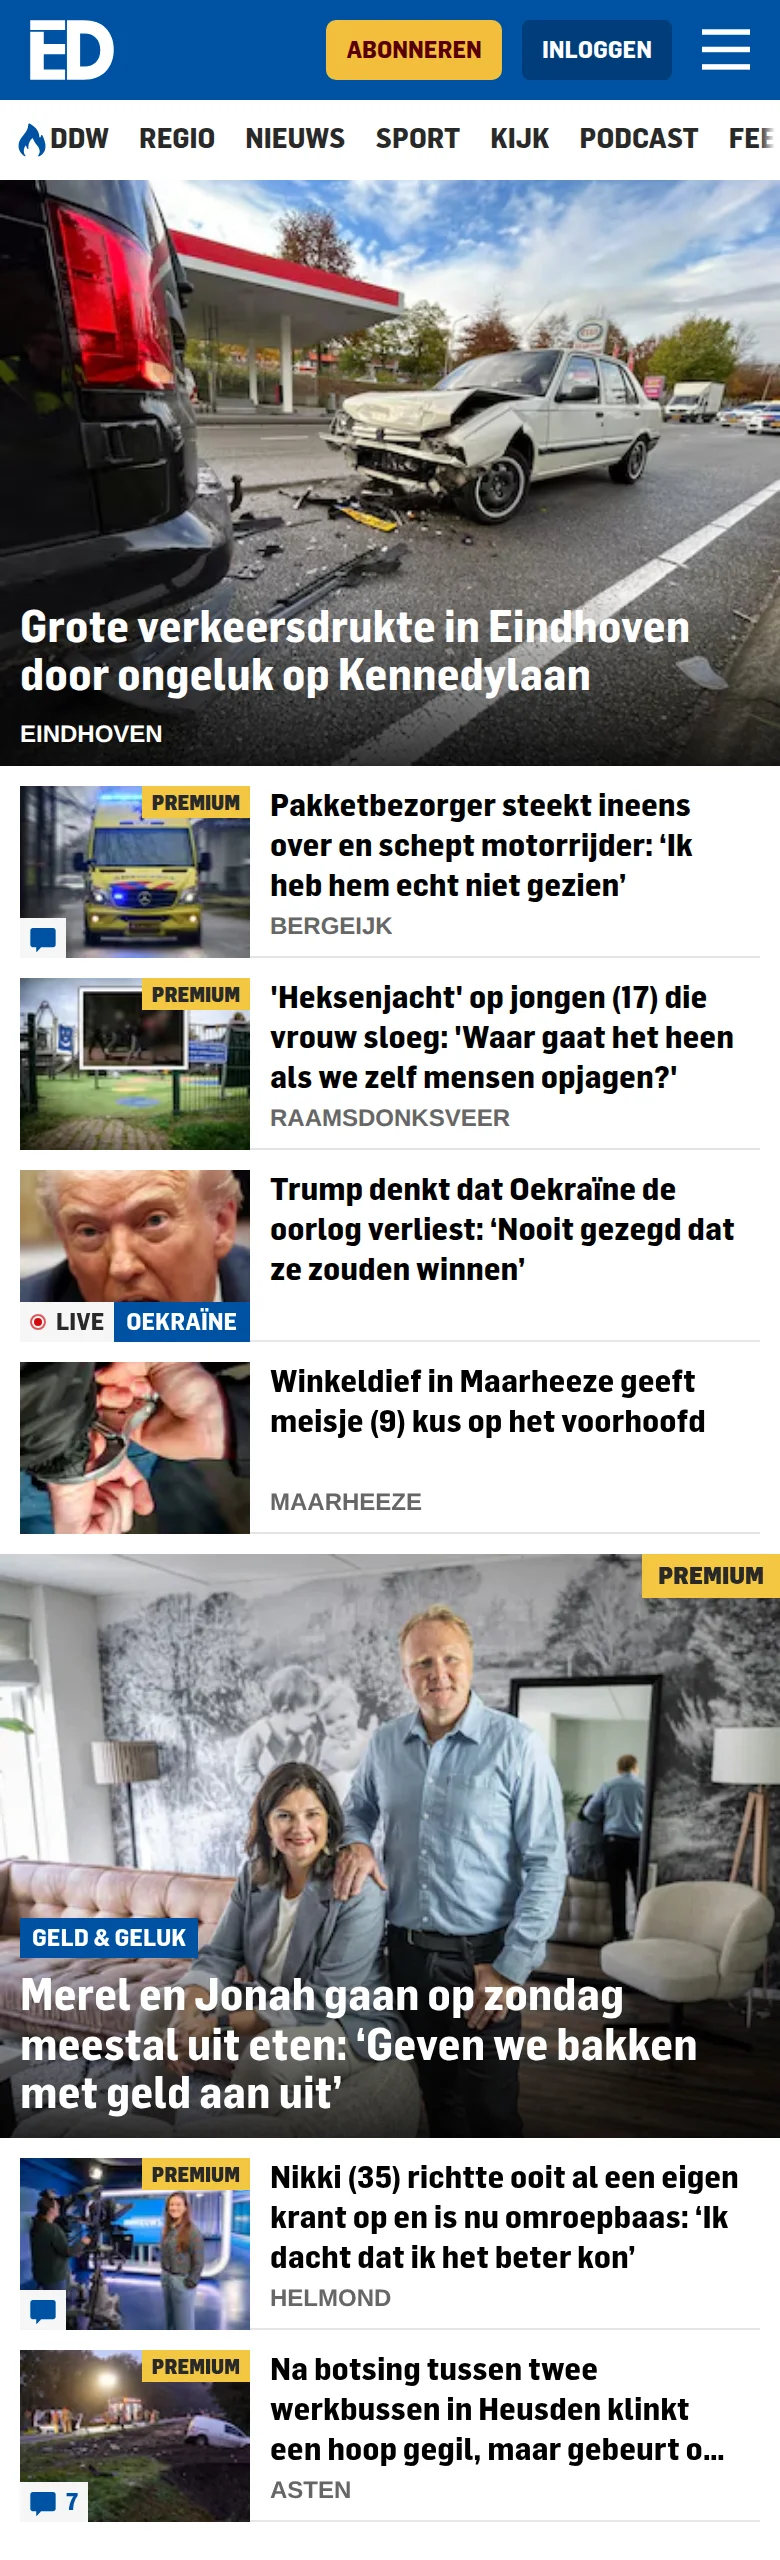 ED
ABONNEREN
INLOGGEN
DDW REGIO NIEUWS SPORT KIJK PODCAST FEE
Grote verkeersdrukte in Eindhoven
door ongeluk op Kennedylaan
EINDHOVEN
PREMIUM
Pakketbezorger steekt ineens
over en schept motorrijder: ‘Ik
heb hem echt niet gezien’
BERGEIJK
PREMIUM
'Heksenjacht' op jongen (17) die
vrouw sloeg: 'Waar gaat het heen
als we zelf mensen opjagen?'
RAAMSDONKSVEER
LIVE OEKRAÏNE
Trump denkt dat Oekraïne de
oorlog verliest: ‘Nooit gezegd dat
ze zouden winnen’
Winkeldief in Maarheeze geeft
meisje (9) kus op het voorhoofd
MAARHEEZE
PREMIUM
GELD & GELUK
Merel en Jonah gaan op zondag
meestal uit eten: ‘Geven we bakken
met geld aan uit’
PREMIUM
Nikki (35) richtte ooit al een eigen
krant op en is nu omroepbaas: ‘Ik
dacht dat ik het beter kon’
HELMOND
PREMIUM
7
Na botsing tussen twee
werkbussen in Heusden klinkt
een hoop gegil, maar gebeurt o...
ASTEN